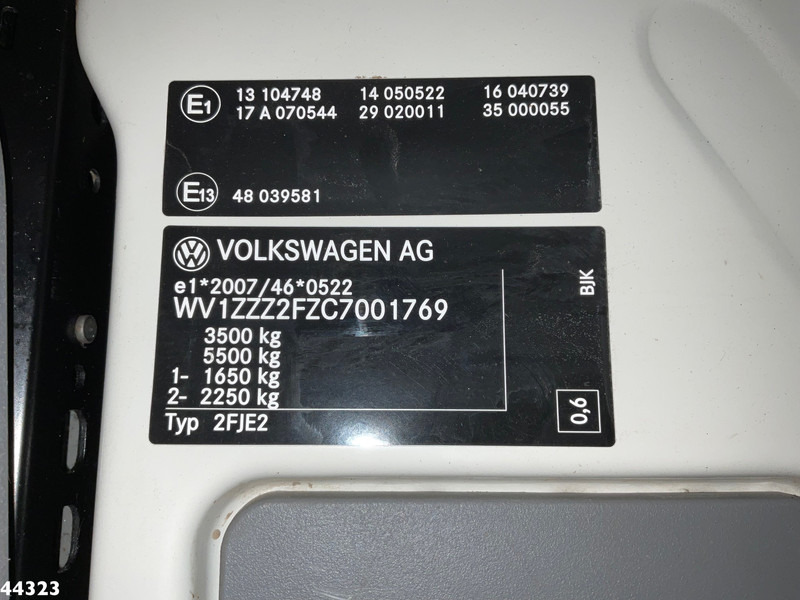 E1 13 104748 14 050522 16 040739
17 A 070544 29 020011 35 000055
E13 48 039581
VOLKSWAGEN AG
e1*2007/46*0522
WV1ZZZ2FZC7001769
3500 kg
5500 kg
1- 1650 kg
2- 2250 kg
Typ 2FJE2
BJK
0,6
44323